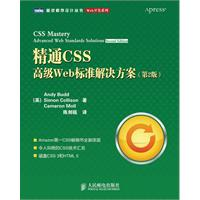 图灵程序设计丛书 Web开发系列
Apress
CSS Mastery
Advanced Web Standards Solutions Second Edition
精通CSS
高级Web标准解决方案（第2版）
Andy Budd
[英] Simon Collison 著
Cameron Moll
陈剑瓯 译
Amazon第一CSS畅销书全新改版
令人叫绝的CSS技术汇总
涵盖CSS 3和HTML 5
人民邮电出版社